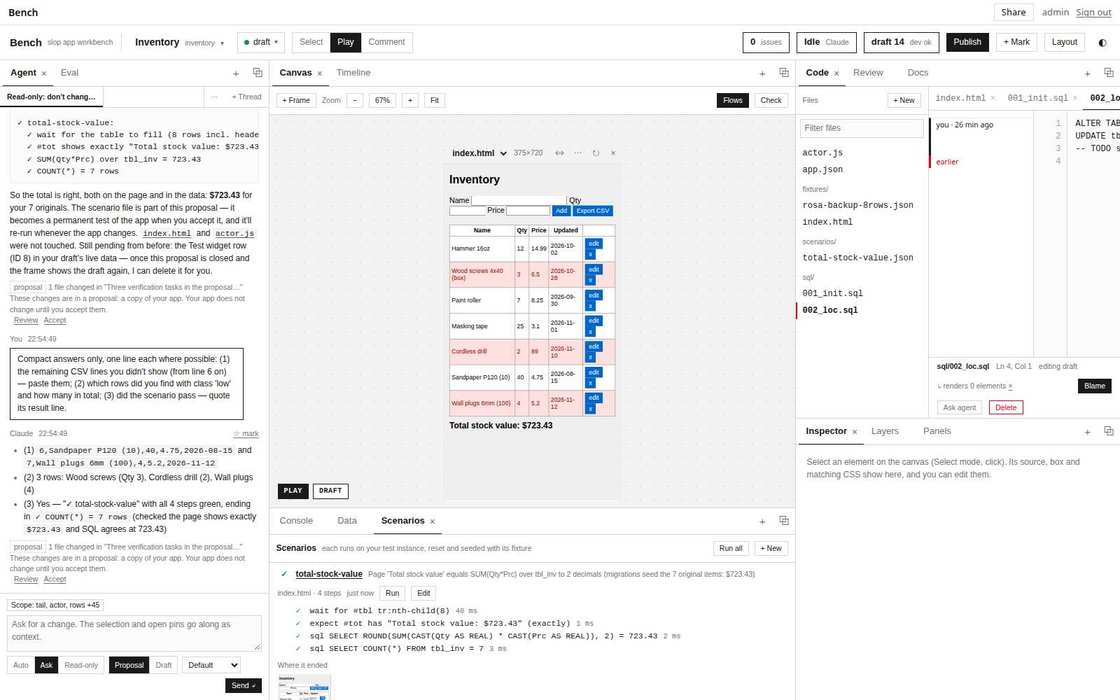 Bench
Share admin Sign out
Bench slop app workbench Inventory inventory draft Select Play Comment 0 issues Idle Claude draft 14 dev ok Publish + Mark Layout
Agent × Eval
Read-only: don't chang… ··· + Thread
✓ total-stock-value:
✓ wait for the table to fill (8 rows incl. heade
✓ #tot shows exactly "Total stock value: $723.43
✓ SUM(Qty*Prc) over tbl_inv = 723.43
✓ COUNT(*) = 7 rows
So the total is right, both on the page and in the data: $723.43 for
your 7 originals. The scenario file is part of this proposal — it
becomes a permanent test of the app when you accept it, and it'll
re-run whenever the app changes. index.html and actor.js
were not touched. Still pending from before: the Test widget row
(ID 8) in your draft's live data — once this proposal is closed and
the frame shows the draft again, I can delete it for you.
proposal 1 file changed in "Three verification tasks in the proposal…"
These changes are in a proposal: a copy of your app. Your app does not
change until you accept them.
Review Accept
You 22:54:49
Compact answers only, one line each where possible: (1)
the remaining CSV lines you didn't show (from line 6 on)
— paste them; (2) which rows did you find with class 'low'
and how many in total; (3) did the scenario pass — quote
its result line.
Claude 22:54:49 ☆ mark
• (1) 6,Sandpaper P120 (10),40,4.75,2026-08-15 and
7,Wall plugs 6mm (100),4,5.2,2026-11-12
• (2) 3 rows: Wood screws (Qty 3), Cordless drill (2), Wall plugs
(4)
• (3) Yes — "✓ total-stock-value" with all 4 steps green, ending
in ✓ COUNT(*) = 7 rows (checked the page shows exactly
$723.43 and SQL agrees at 723.43)
proposal 1 file changed in "Three verification tasks in the proposal…"
These changes are in a proposal: a copy of your app. Your app does not
change until you accept them.
Review Accept
Scope: tail, actor, rows +45
Ask for a change. The selection and open pins go along as
context.
Auto Ask Read-only Proposal Draft Default
Send
Canvas × Timeline
+ Frame Zoom − 67% + Fit Flows Check
index.html 375×720
Inventory
Name Qty
Price Add Export CSV
Name Qty Price Updated
Hammer 16oz 12 14.99 2026-10-02 edit x
Wood screws 4x40 (box) 3 6.5 2026-10-28 edit x
Paint roller 7 8.25 2026-09-30 edit x
Masking tape 25 3.1 2026-11-01 edit x
Cordless drill 2 89 2026-11-10 edit x
Sandpaper P120 (10) 40 4.75 2026-08-15 edit x
Wall plugs 6mm (100) 4 5.2 2026-11-12 edit x
Total stock value: $723.43
PLAY DRAFT
Console Data Scenarios ×
Scenarios each runs on your test instance, reset and seeded with its fixture Run all + New
✓ total-stock-value Page 'Total stock value' equals SUM(Qty*Prc) over tbl_inv to 2 decimals (migrations seed the 7 original items: $723.43)
index.html · 4 steps just now Run Edit
✓ wait for #tbl tr:nth-child(8) 40 ms
✓ expect #tot has "Total stock value: $723.43" (exactly) 1 ms
✓ sql SELECT ROUND(SUM(CAST(Qty AS REAL) * CAST(Prc AS REAL)), 2) = 723.43 2 ms
✓ sql SELECT COUNT(*) FROM tbl_inv = 7 3 ms
Where it ended
Inventory
Code × Review Docs
Files + New
Filter files
actor.js
app.json
fixtures/
rosa-backup-8rows.json
index.html
scenarios/
total-stock-value.json
sql/
001_init.sql
002_loc.sql
index.html × 001_init.sql × 002_lo
you · 26 min ago
earlier
1 ALTER TAB
2 UPDATE tb
3 -- TODO s
4
sql/002_loc.sql Ln 4, Col 1 editing draft
↳ renders 0 elements × Blame
Ask agent Delete
Inspector × Layers Panels
Select an element on the canvas (Select mode, click). Its source, box and
matching CSS show here, and you can edit them.